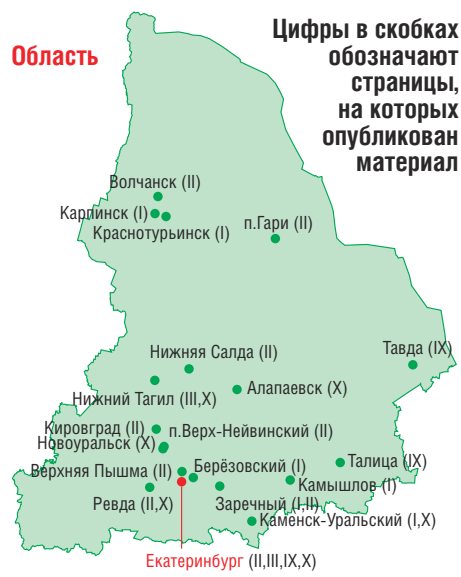 Область
Цифры в скобках
обозначают
страницы,
на которых
опубликован
материал
Волчанск (II)
Карпинск (I)
Краснотурьинск (I)
п.Гари (II)
Нижняя Салда (II)
Тавда (IX)
Нижний Тагил (III,X)
Алапаевск (X)
Кировград (II)
п.Верх-Нейвинский (II)
Новоуральск (X)
Верхняя Пышма (II)
Берёзовский (I)
Талица (IX)
Камышлов (I)
Ревда (II,X)
Заречный (I,II)
Каменск-Уральский (I,X)
Екатеринбург (II,III,IX,X)